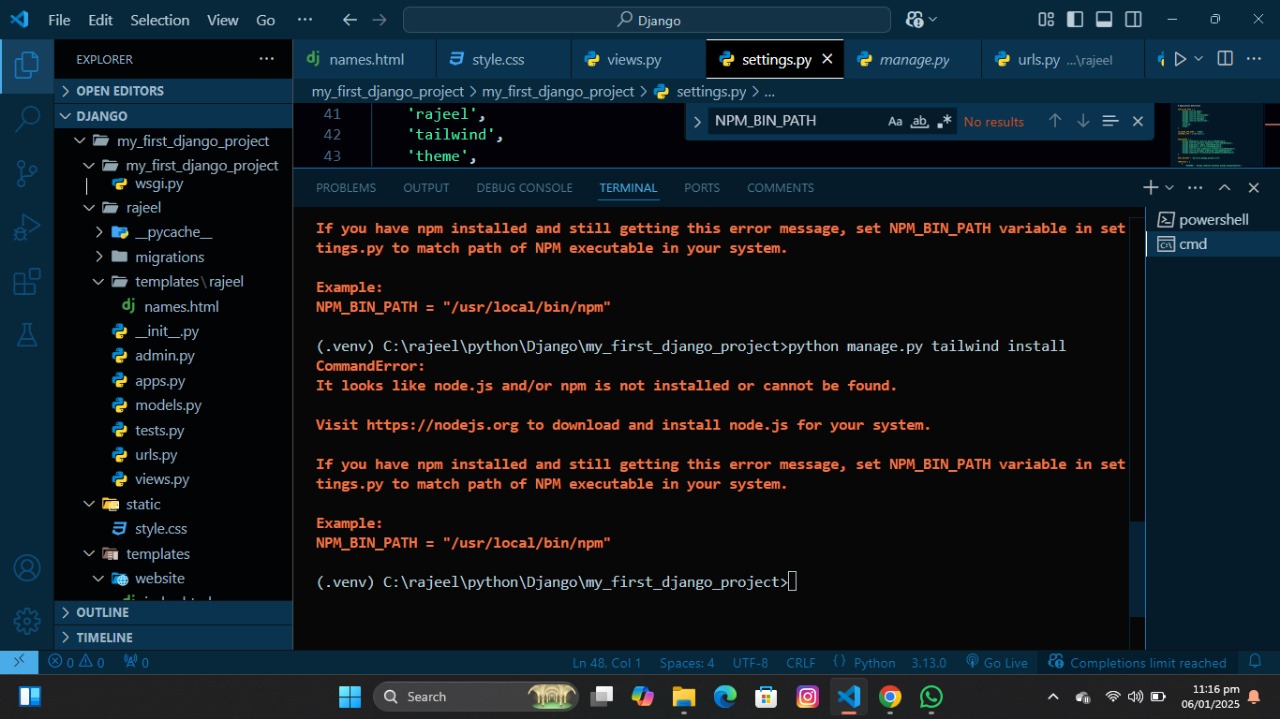 File Edit Selection View Go ··· Django
EXPLORER ···
names.html style.css views.py settings.py manage.py urls.py ...\rajeel
OPEN EDITORS
my_first_django_project > my_first_django_project > settings.py > ...
DJANGO
41 'rajeel',
42 'tailwind',
43 'theme',
NPM_BIN_PATH Aa ab .* No results
my_first_django_project
my_first_django_project
wsgi.py
rajeel
__pycache__
migrations
templates\rajeel
names.html
__init__.py
admin.py
apps.py
models.py
tests.py
urls.py
views.py
static
style.css
templates
website
OUTLINE
TIMELINE
PROBLEMS OUTPUT DEBUG CONSOLE TERMINAL PORTS COMMENTS
powershell
cmd
If you have npm installed and still getting this error message, set NPM_BIN_PATH variable in set
tings.py to match path of NPM executable in your system.
Example:
NPM_BIN_PATH = "/usr/local/bin/npm"
(.venv) C:\rajeel\python\Django\my_first_django_project>python manage.py tailwind install
CommandError:
It looks like node.js and/or npm is not installed or cannot be found.
Visit https://nodejs.org to download and install node.js for your system.
If you have npm installed and still getting this error message, set NPM_BIN_PATH variable in set
tings.py to match path of NPM executable in your system.
Example:
NPM_BIN_PATH = "/usr/local/bin/npm"
(.venv) C:\rajeel\python\Django\my_first_django_project>
0 0 0 Ln 48, Col 1 Spaces: 4 UTF-8 CRLF {} Python 3.13.0 Go Live Completions limit reached
Search
11:16 pm
06/01/2025